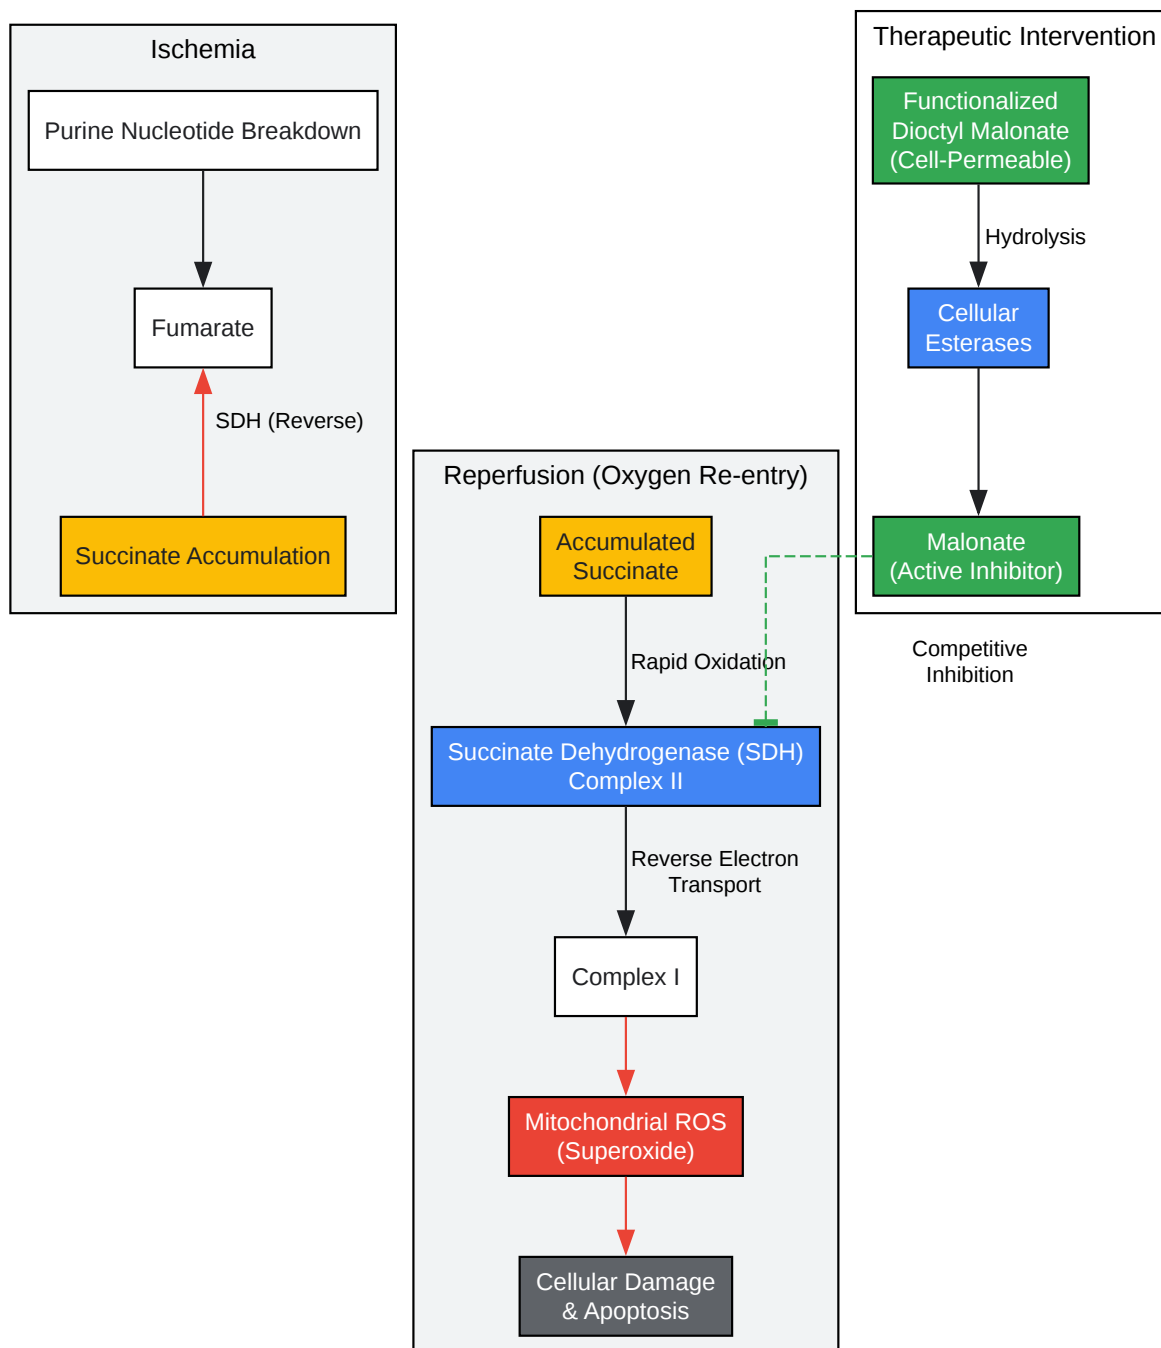 Ischemia
Purine Nucleotide Breakdown
Fumarate
SDH (Reverse)
Succinate Accumulation
Reperfusion (Oxygen Re-entry)
Accumulated
Succinate
Rapid Oxidation
Succinate Dehydrogenase (SDH)
Complex II
Reverse Electron
Transport
Complex I
Mitochondrial ROS
(Superoxide)
Cellular Damage
& Apoptosis
Therapeutic Intervention
Functionalized
Dioctyl Malonate
(Cell-Permeable)
Hydrolysis
Cellular
Esterases
Malonate
(Active Inhibitor)
Competitive
Inhibition